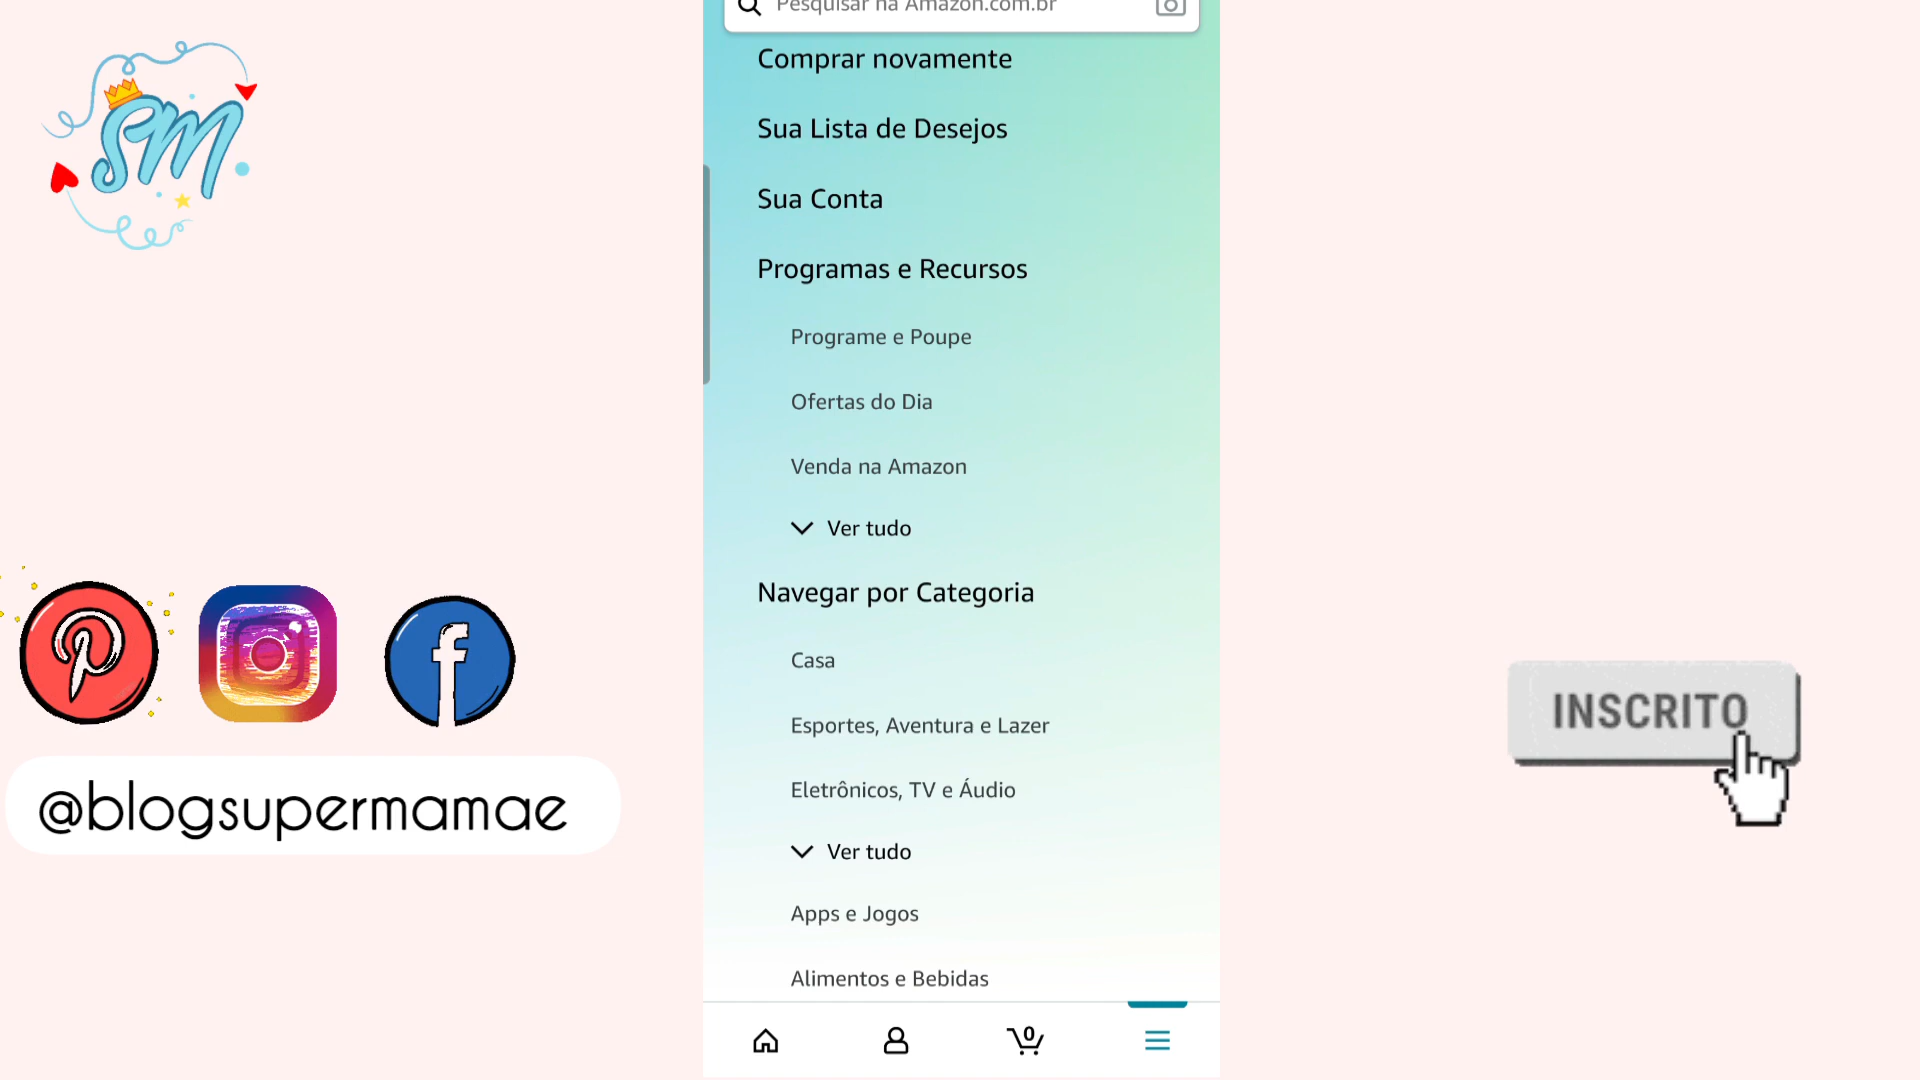 SM
Pesquisar na Amazon.com.br
Comprar novamente
Sua Lista de Desejos
Sua Conta
Programas e Recursos
Programe e Poupe
Ofertas do Dia
Venda na Amazon
Ver tudo
Navegar por Categoria
Casa
Esportes, Aventura e Lazer
Eletrônicos, TV e Áudio
Ver tudo
Apps e Jogos
Alimentos e Bebidas
0
@blogsupermamae
INSCRITO